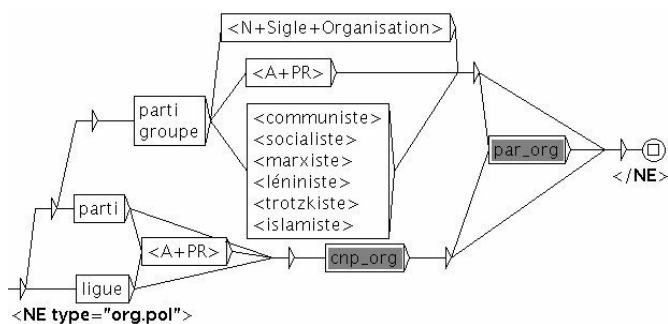 <N+Sigle+Organisation>
<A+PR>
parti
groupe
<communiste>
<socialiste>
<marxiste>
<léniniste>
<trotzkiste>
<islamiste>
par_org
</NE>
parti
<A+PR>
cnp_org
ligue
<NE type="org.pol">